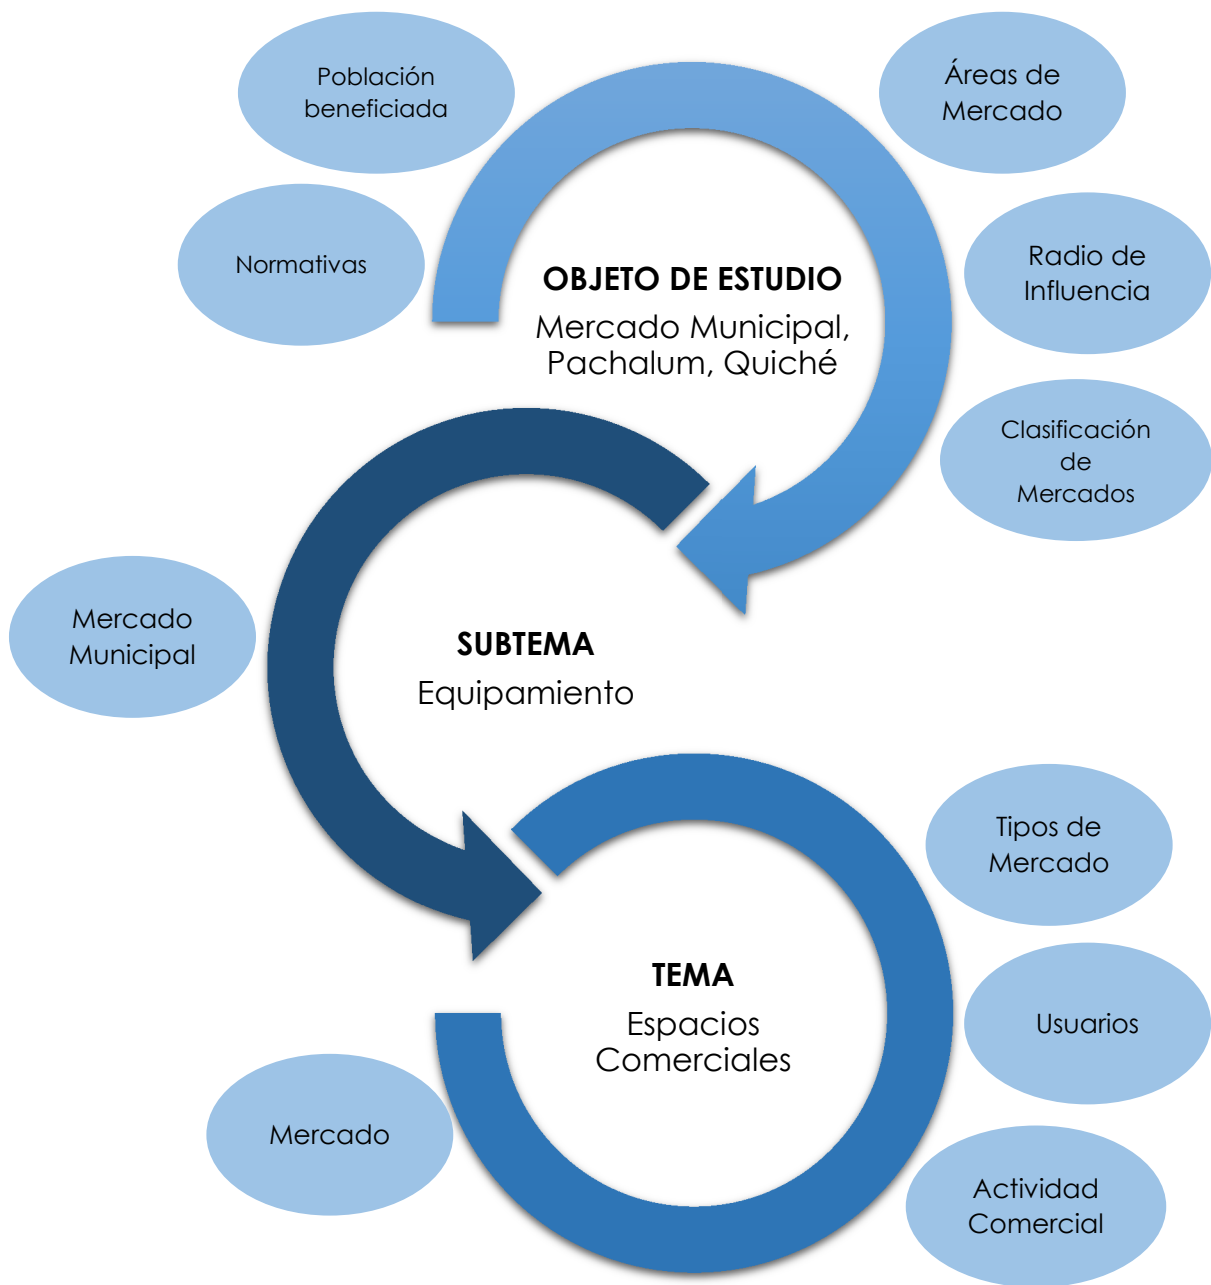 Población
beneficiada
Áreas de
Mercado
Normativas
Radio de
Influencia
OBJETO DE ESTUDIO
Mercado Municipal,
Pachalum, Quiché
Clasificación
de
Mercados
Mercado
Municipal
SUBTEMA
Equipamiento
Tipos de
Mercado
TEMA
Espacios
Comerciales
Usuarios
Mercado
Actividad
Comercial